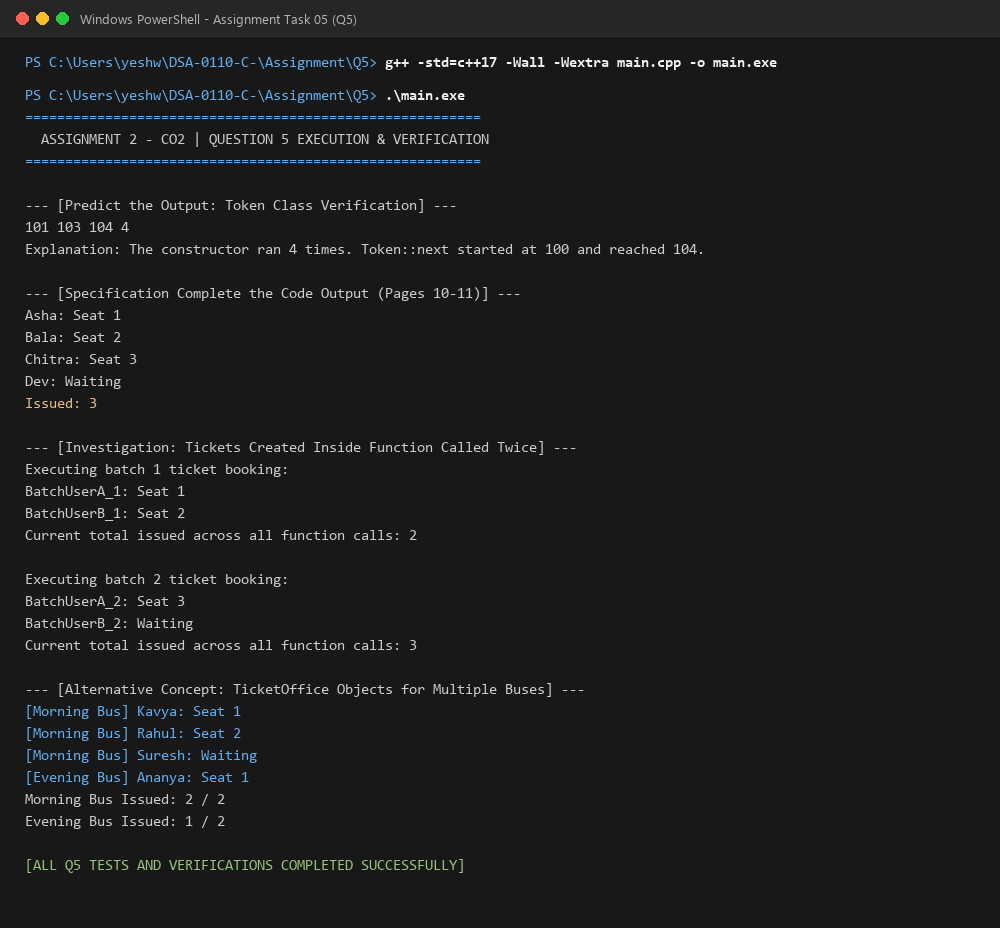 Windows PowerShell - Assignment Task 05 (Q5)
PS C:\Users\yeshw\DSA-0110-C-\Assignment\Q5> g++ -std=c++17 -Wall -Wextra main.cpp -o main.exe
PS C:\Users\yeshw\DSA-0110-C-\Assignment\Q5> .\main.exe
=========================================================
  ASSIGNMENT 2 - CO2 | QUESTION 5 EXECUTION & VERIFICATION
=========================================================
--- [Predict the Output: Token Class Verification] ---
101 103 104 4
Explanation: The constructor ran 4 times. Token::next started at 100 and reached 104.
--- [Specification Complete the Code Output (Pages 10-11)] ---
Asha: Seat 1
Bala: Seat 2
Chitra: Seat 3
Dev: Waiting
Issued: 3
--- [Investigation: Tickets Created Inside Function Called Twice] ---
Executing batch 1 ticket booking:
BatchUserA_1: Seat 1
BatchUserB_1: Seat 2
Current total issued across all function calls: 2
Executing batch 2 ticket booking:
BatchUserA_2: Seat 3
BatchUserB_2: Waiting
Current total issued across all function calls: 3
--- [Alternative Concept: TicketOffice Objects for Multiple Buses] ---
[Morning Bus] Kavya: Seat 1
[Morning Bus] Rahul: Seat 2
[Morning Bus] Suresh: Waiting
[Evening Bus] Ananya: Seat 1
Morning Bus Issued: 2 / 2
Evening Bus Issued: 1 / 2
[ALL Q5 TESTS AND VERIFICATIONS COMPLETED SUCCESSFULLY]